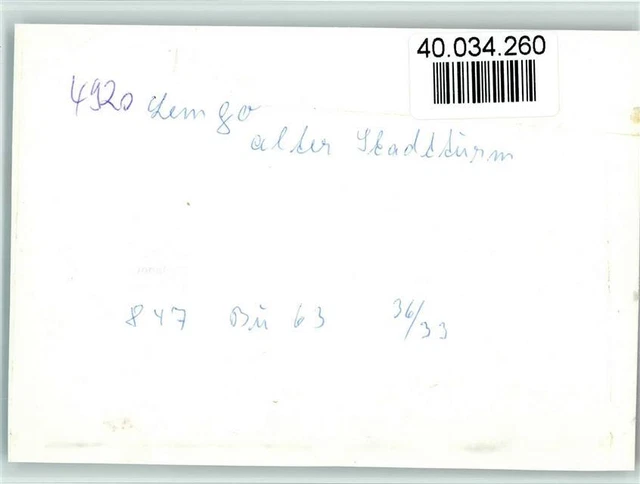 40.034.260
4920 Lemgo
alter Stadtturm
847 Bü 63 36/33